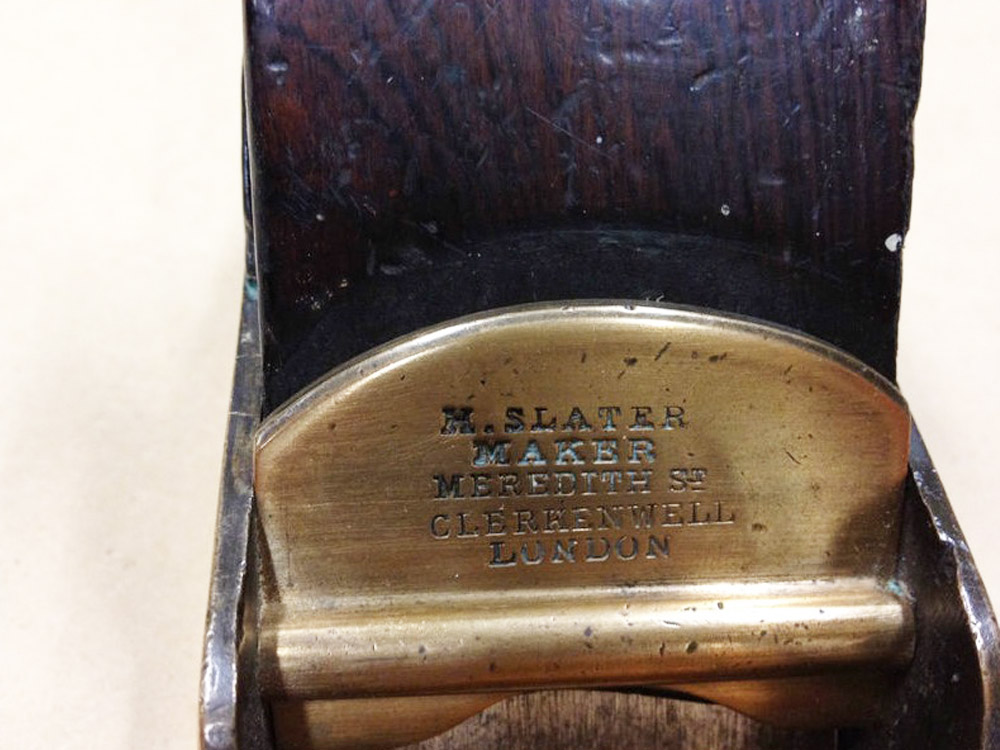 H. SLATER
MAKER
MEREDITH ST
CLERKENWELL
LONDON